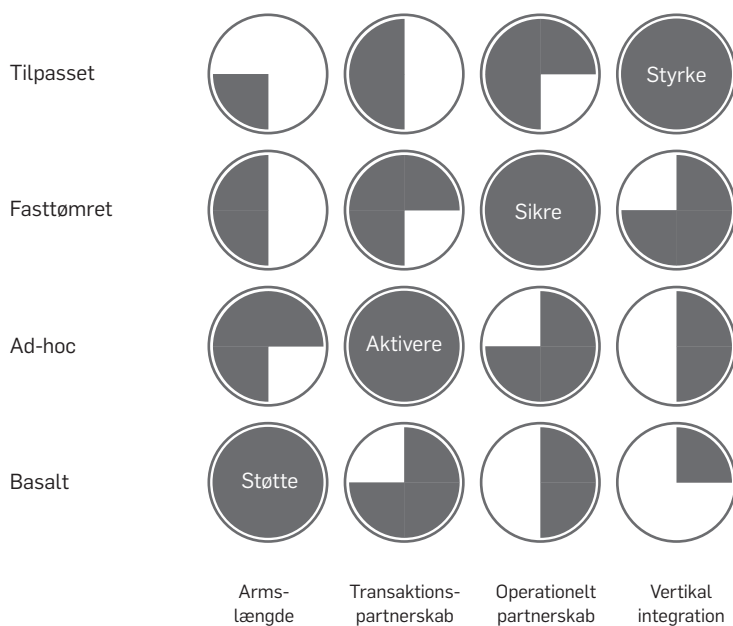 Tilpasset
Styrke
Fasttømret
Sikre
Ad-hoc
Aktivere
Basalt
Støtte
Arms-
længde
Transaktions-
partnerskab
Operationelt
partnerskab
Vertikal
integration